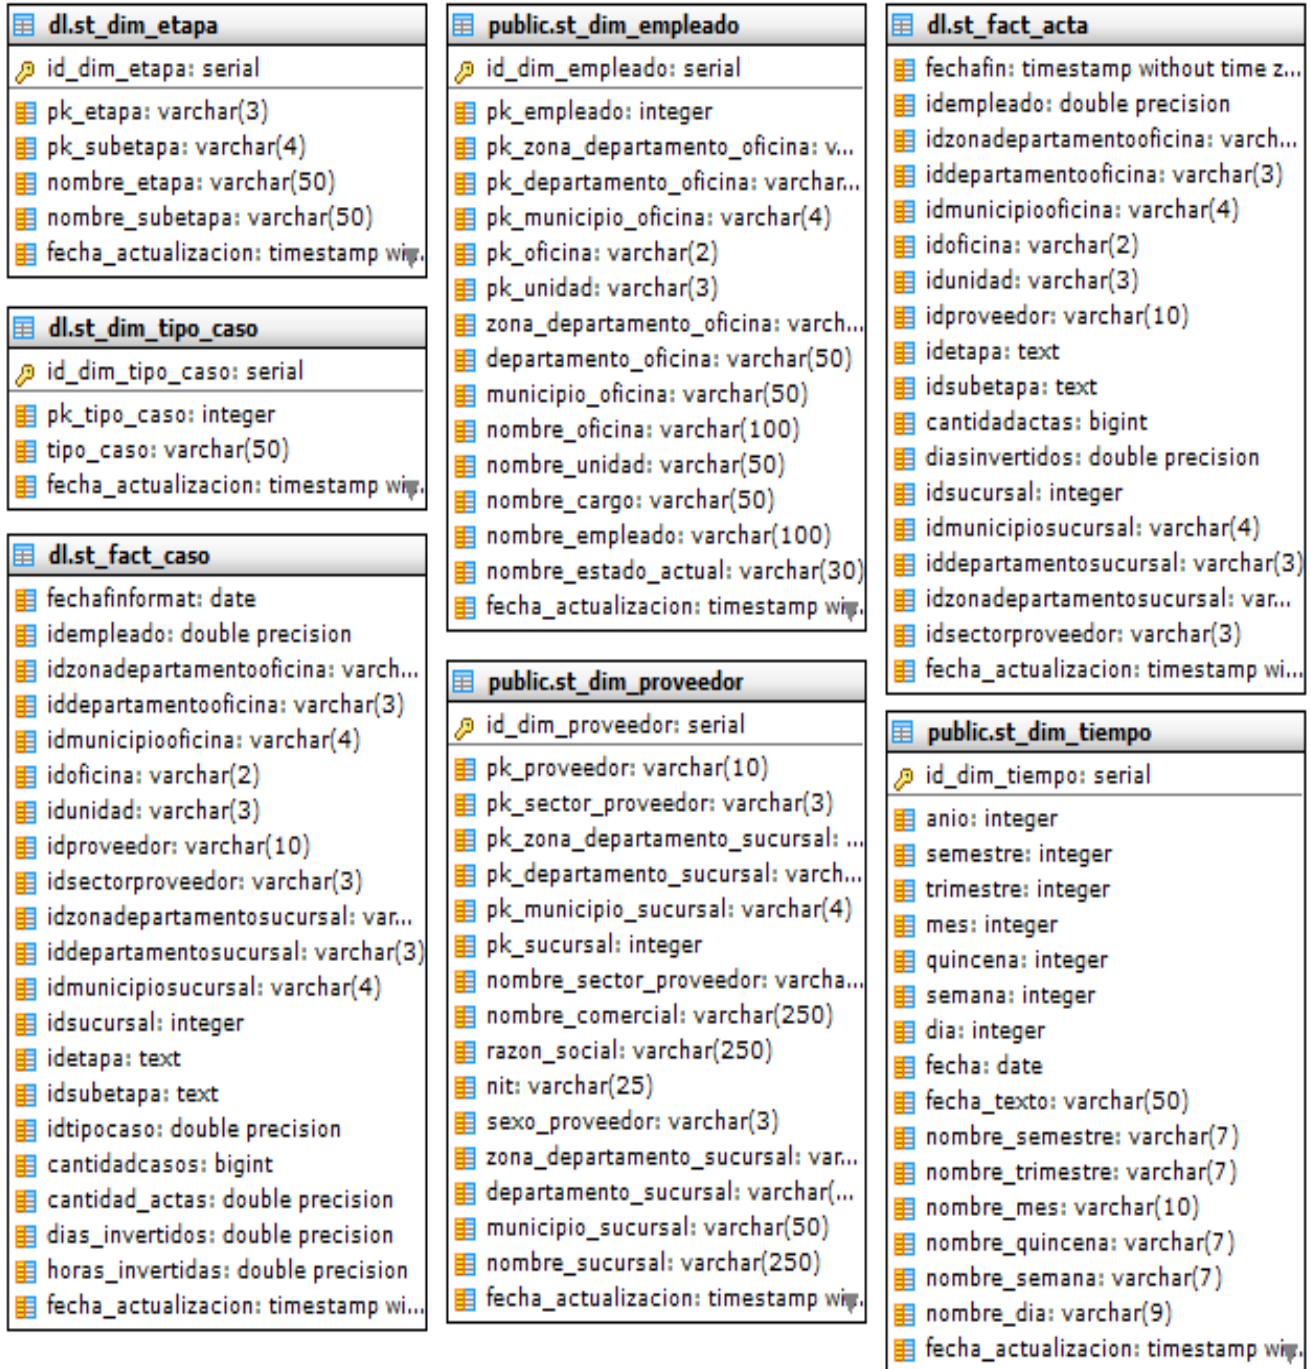 dl.st_dim_etapa
id_dim_etapa: serial
pk_etapa: varchar(3)
pk_subetapa: varchar(4)
nombre_etapa: varchar(50)
nombre_subetapa: varchar(50)
fecha_actualizacion: timestamp wi...
dl.st_dim_tipo_caso
id_dim_tipo_caso: serial
pk_tipo_caso: integer
tipo_caso: varchar(50)
fecha_actualizacion: timestamp wi...
dl.st_fact_caso
fechafinformat: date
idempleado: double precision
idzonadepartamentooficina: varch...
iddepartamentooficina: varchar(3)
idmunicipiooficina: varchar(4)
idoficina: varchar(2)
idunidad: varchar(3)
idproveedor: varchar(10)
idsectorproveedor: varchar(3)
idzonadepartamentosucursal: var...
iddepartamentosucursal: varchar(3)
idmunicipiosucursal: varchar(4)
idsucursal: integer
idetapa: text
idsubetapa: text
idtipocaso: double precision
cantidadcasos: bigint
cantidad_actas: double precision
dias_invertidos: double precision
horas_invertidas: double precision
fecha_actualizacion: timestamp wi...
public.st_dim_empleado
id_dim_empleado: serial
pk_empleado: integer
pk_zona_departamento_oficina: v...
pk_departamento_oficina: varchar...
pk_municipio_oficina: varchar(4)
pk_oficina: varchar(2)
pk_unidad: varchar(3)
zona_departamento_oficina: varch...
departamento_oficina: varchar(50)
municipio_oficina: varchar(50)
nombre_oficina: varchar(100)
nombre_unidad: varchar(50)
nombre_cargo: varchar(50)
nombre_empleado: varchar(100)
nombre_estado_actual: varchar(30)
fecha_actualizacion: timestamp wi...
public.st_dim_proveedor
id_dim_proveedor: serial
pk_proveedor: varchar(10)
pk_sector_proveedor: varchar(3)
pk_zona_departamento_sucursal: ...
pk_departamento_sucursal: varch...
pk_municipio_sucursal: varchar(4)
pk_sucursal: integer
nombre_sector_proveedor: varcha...
nombre_comercial: varchar(250)
razon_social: varchar(250)
nit: varchar(25)
sexo_proveedor: varchar(3)
zona_departamento_sucursal: var...
departamento_sucursal: varchar(...
municipio_sucursal: varchar(50)
nombre_sucursal: varchar(250)
fecha_actualizacion: timestamp wi...
dl.st_fact_acta
fechafin: timestamp without time z...
idempleado: double precision
idzonadepartamentooficina: varch...
iddepartamentooficina: varchar(3)
idmunicipiooficina: varchar(4)
idoficina: varchar(2)
idunidad: varchar(3)
idproveedor: varchar(10)
idetapa: text
idsubetapa: text
cantidadactas: bigint
diasinvertidos: double precision
idsucursal: integer
idmunicipiosucursal: varchar(4)
iddepartamentosucursal: varchar(3)
idzonadepartamentosucursal: var...
idsectorproveedor: varchar(3)
fecha_actualizacion: timestamp wi...
public.st_dim_tiempo
id_dim_tiempo: serial
anio: integer
semestre: integer
trimestre: integer
mes: integer
quincena: integer
semana: integer
dia: integer
fecha: date
fecha_texto: varchar(50)
nombre_semestre: varchar(7)
nombre_trimestre: varchar(7)
nombre_mes: varchar(10)
nombre_quincena: varchar(7)
nombre_semana: varchar(7)
nombre_dia: varchar(9)
fecha_actualizacion: timestamp wi...